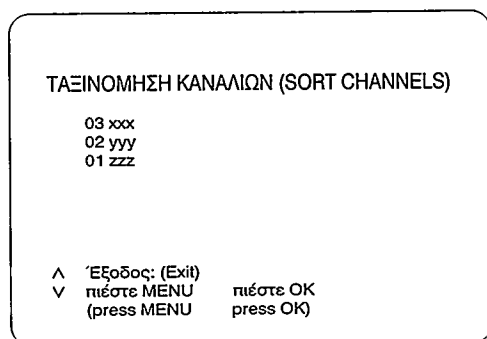 ΤΑΞΙΝΟΜΗΣΗ ΚΑΝΑΛΙΩΝ (SORT CHANNELS)
03 xxx
02 yyy
01 zzz
∧ Έξοδος: (Exit)
∨ πιέστε MENU πιέστε OK
(press MENU press OK)